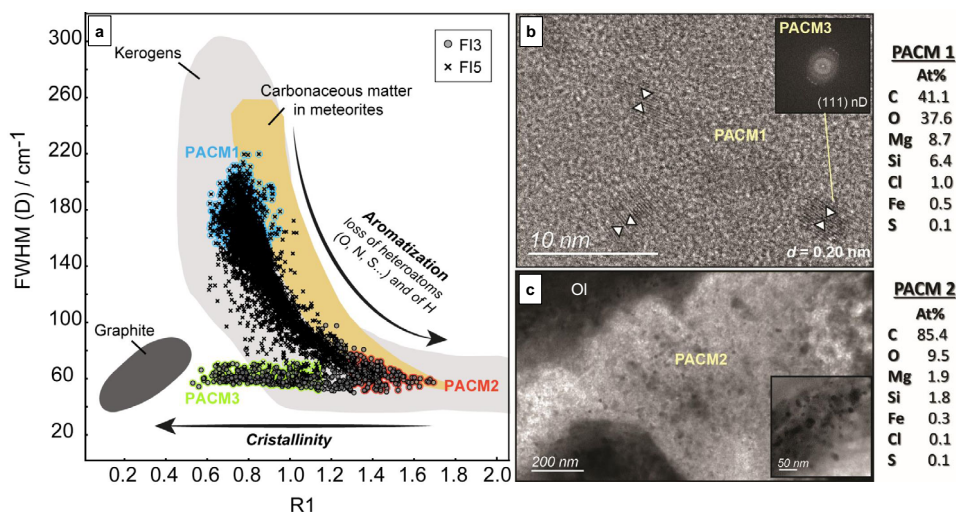 a
300
260
220
180
140
100
60
20
FWHM (D) / cm-1
0.2
0.4
0.6
0.8
1.0
1.2
1.4
1.6
1.8
2.0
R1
Kerogens
FI3
FI5
Carbonaceous matter
in meteorites
PACM1
Aromatization
loss of heteroatoms
(O, N, S...) and of H
Graphite
PACM3
PACM2
Cristallinity
b
PACM3
(111) nD
PACM1
10 nm
d = 0.20 nm
PACM 1
At%
C 41.1
O 37.6
Mg 8.7
Si 6.4
Cl 1.0
Fe 0.5
S 0.1
c
Ol
PACM2
200 nm
50 nm
PACM 2
At%
C 85.4
O 9.5
Mg 1.9
Si 1.8
Fe 0.3
Cl 0.1
S 0.1